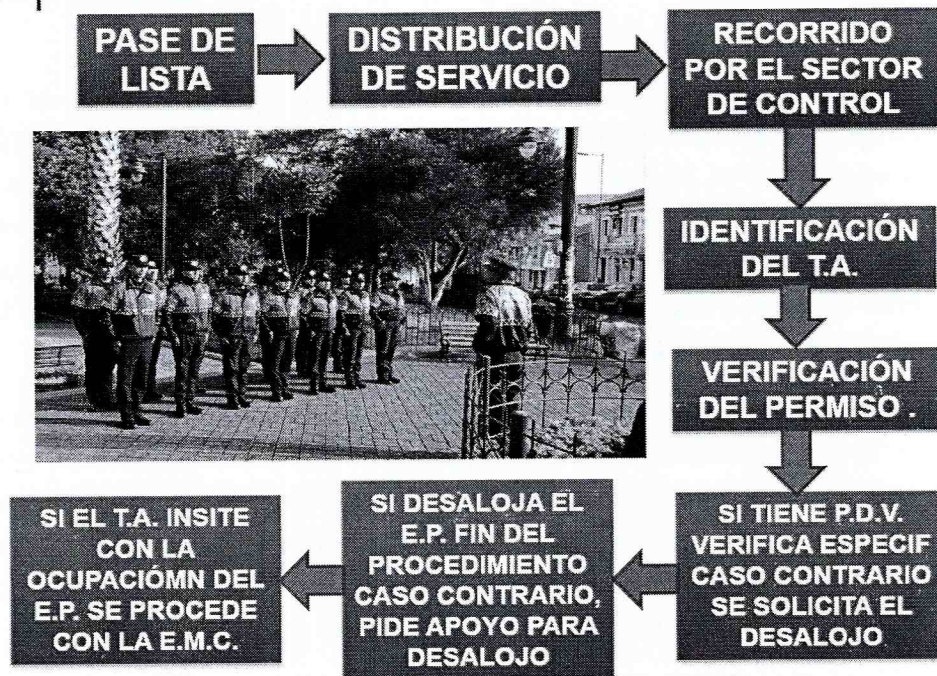 PASE DE
LISTA
DISTRIBUCIÓN
DE SERVICIO
RECORRIDO
POR EL SECTOR
DE CONTROL
IDENTIFICACIÓN
DEL T.A.
VERIFICACIÓN
DEL PERMISO .
SI TIENE P.D.V.
VERIFICA ESPECIF
CASO CONTRARIO
SE SOLICITA EL
DESALOJO
SI DESALOJA EL
E.P. FIN DEL
PROCEDIMIENTO
CASO CONTRARIO,
PIDE APOYO PARA
DESALOJO
SI EL T.A. INSITE
CON LA
OCUPACIÓMN DEL
E.P. SE PROCEDE
CON LA E.M.C.